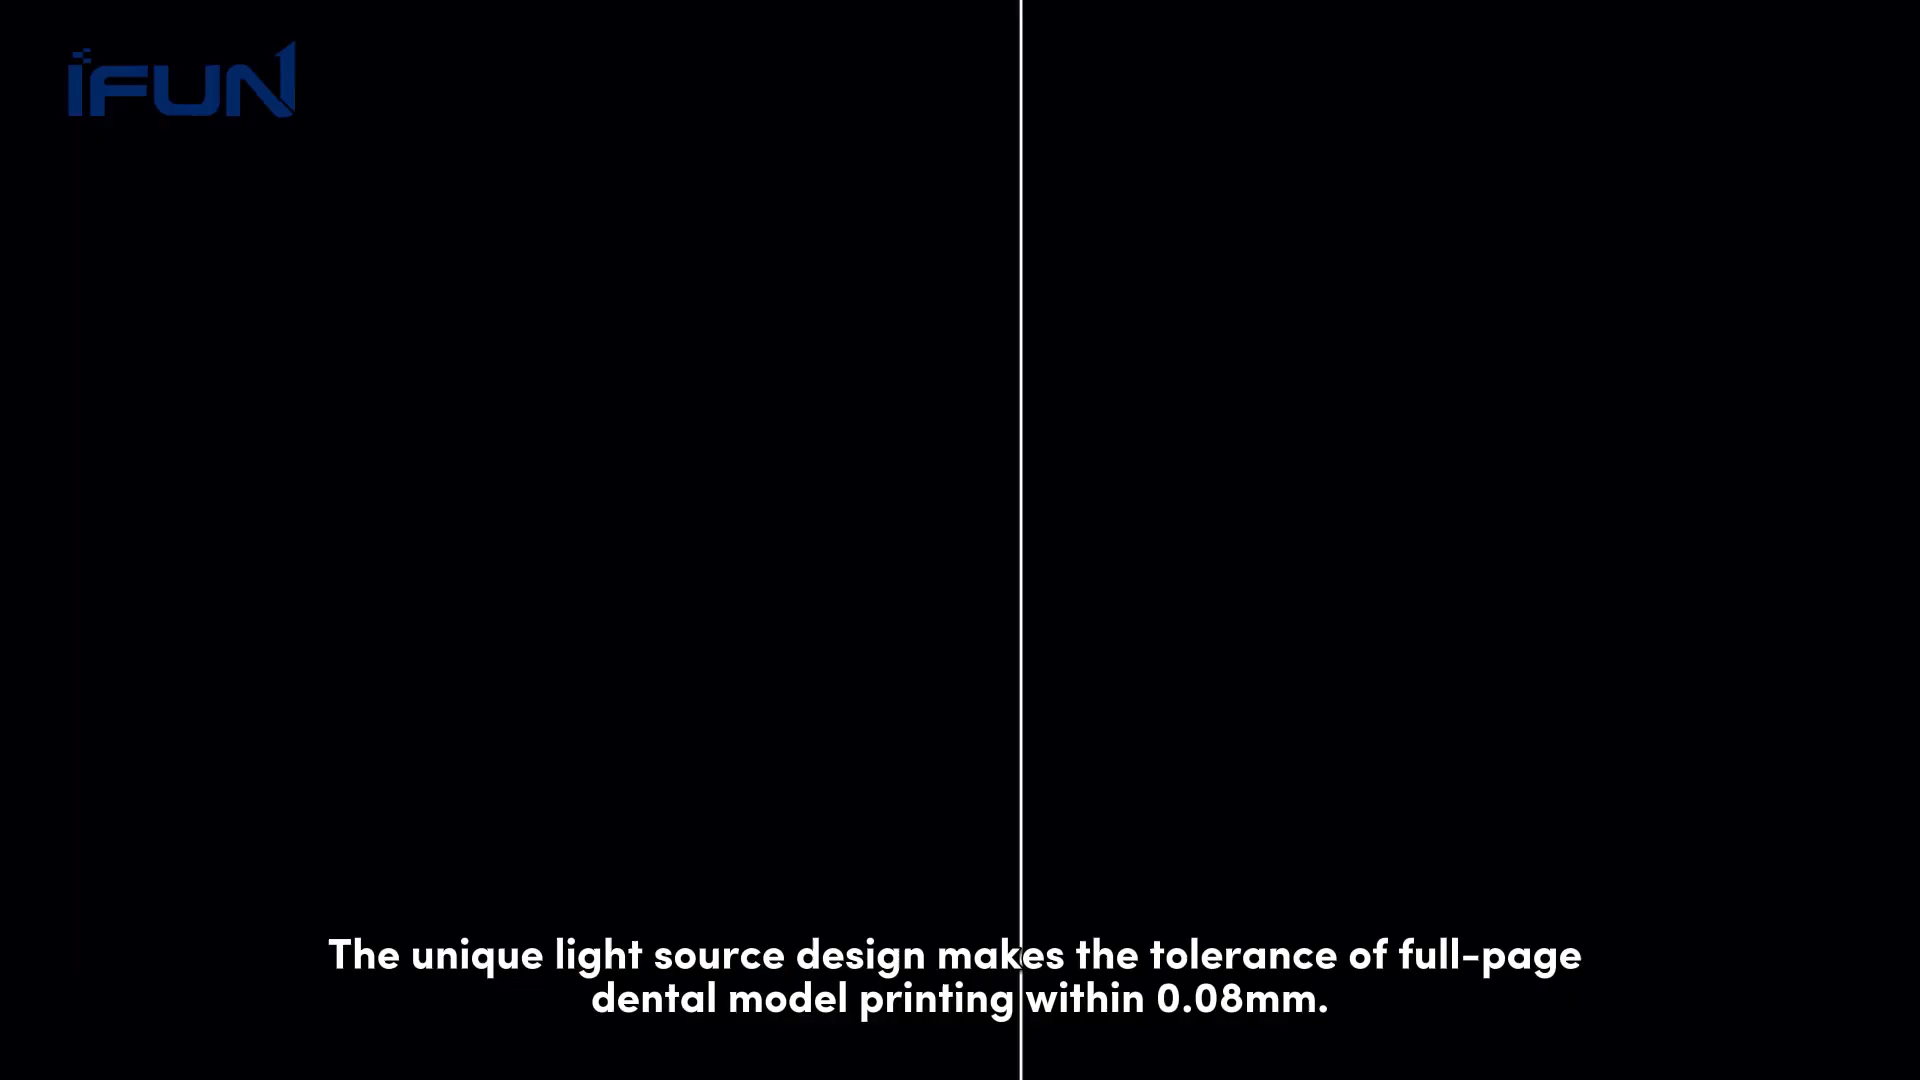 iFUN
The unique light source design makes the tolerance of full-page
dental model printing within 0.08mm.